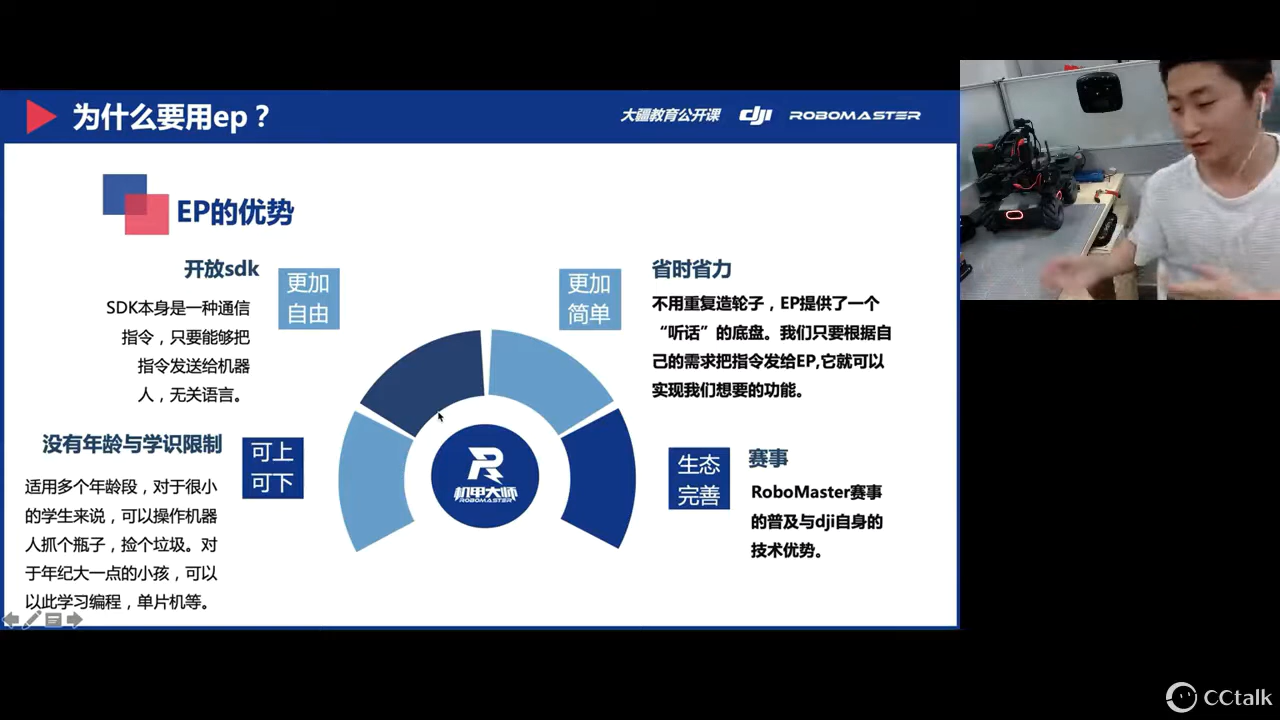 为什么要用ep？
大疆教育公开课 dji ROBOMASTER
EP的优势
开放sdk
更加
自由
SDK本身是一种通信
指令，只要能够把
指令发送给机器
人，无关语言。
更加
简单
省时省力
不用重复造轮子，EP提供了一个
“听话”的底盘。我们只要根据自
己的需求把指令发给EP,它就可以
实现我们想要的功能。
没有年龄与学识限制
可上
可下
适用多个年龄段，对于很小
的学生来说，可以操作机器
人抓个瓶子，捡个垃圾。对
于年纪大一点的小孩，可以
以此学习编程，单片机等。
机甲大师
ROBOMASTER
生态
完善
赛事
RoboMaster赛事
的普及与dji自身的
技术优势。
CCtalk